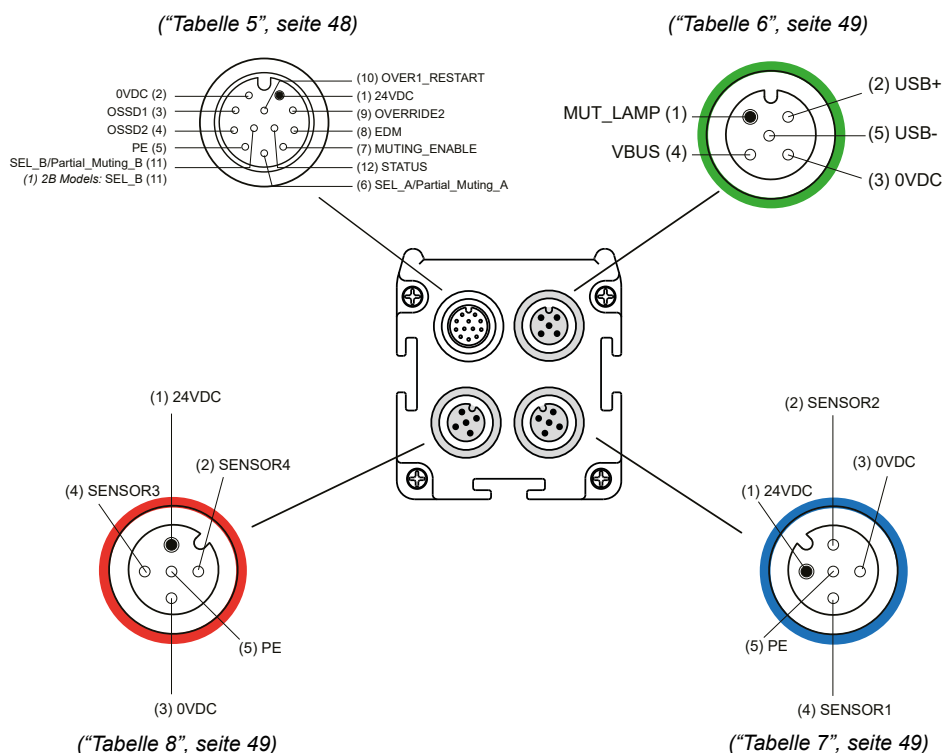 (“Tabelle 5”, seite 48)
0VDC (2)
OSSD1 (3)
OSSD2 (4)
PE (5)
SEL_B/Partial_Muting_B (11)
(1) 2B Models: SEL_B (11)
(10) OVER1_RESTART
(1) 24VDC
(9) OVERRIDE2
(8) EDM
(7) MUTING_ENABLE
(12) STATUS
(6) SEL_A/Partial_Muting_A
(“Tabelle 6”, seite 49)
MUT_LAMP (1)
VBUS (4)
(2) USB+
(5) USB-
(3) 0VDC
(1) 24VDC
(2) SENSOR4
(4) SENSOR3
(5) PE
(3) 0VDC
(“Tabelle 8”, seite 49)
(2) SENSOR2
(3) 0VDC
(1) 24VDC
(5) PE
(4) SENSOR1
(“Tabelle 7”, seite 49)